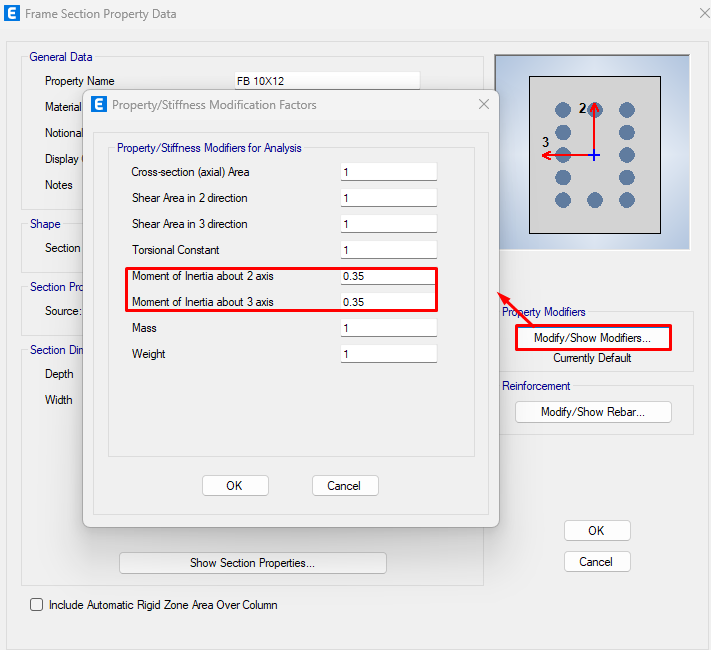 E Frame Section Property Data
General Data
Property Name FB 10X12
Material
Notional
Display
Notes
Shape
Section
Section Pro
Source:
Section Dim
Depth
Width
Show Section Properties...
Include Automatic Rigid Zone Area Over Column
E Property/Stiffness Modification Factors
Property/Stiffness Modifiers for Analysis
Cross-section (axial) Area 1
Shear Area in 2 direction 1
Shear Area in 3 direction 1
Torsional Constant 1
Moment of Inertia about 2 axis 0.35
Moment of Inertia about 3 axis 0.35
Mass 1
Weight 1
OK Cancel
2
3
Property Modifiers
Modify/Show Modifiers...
Currently Default
Reinforcement
Modify/Show Rebar...
OK
Cancel